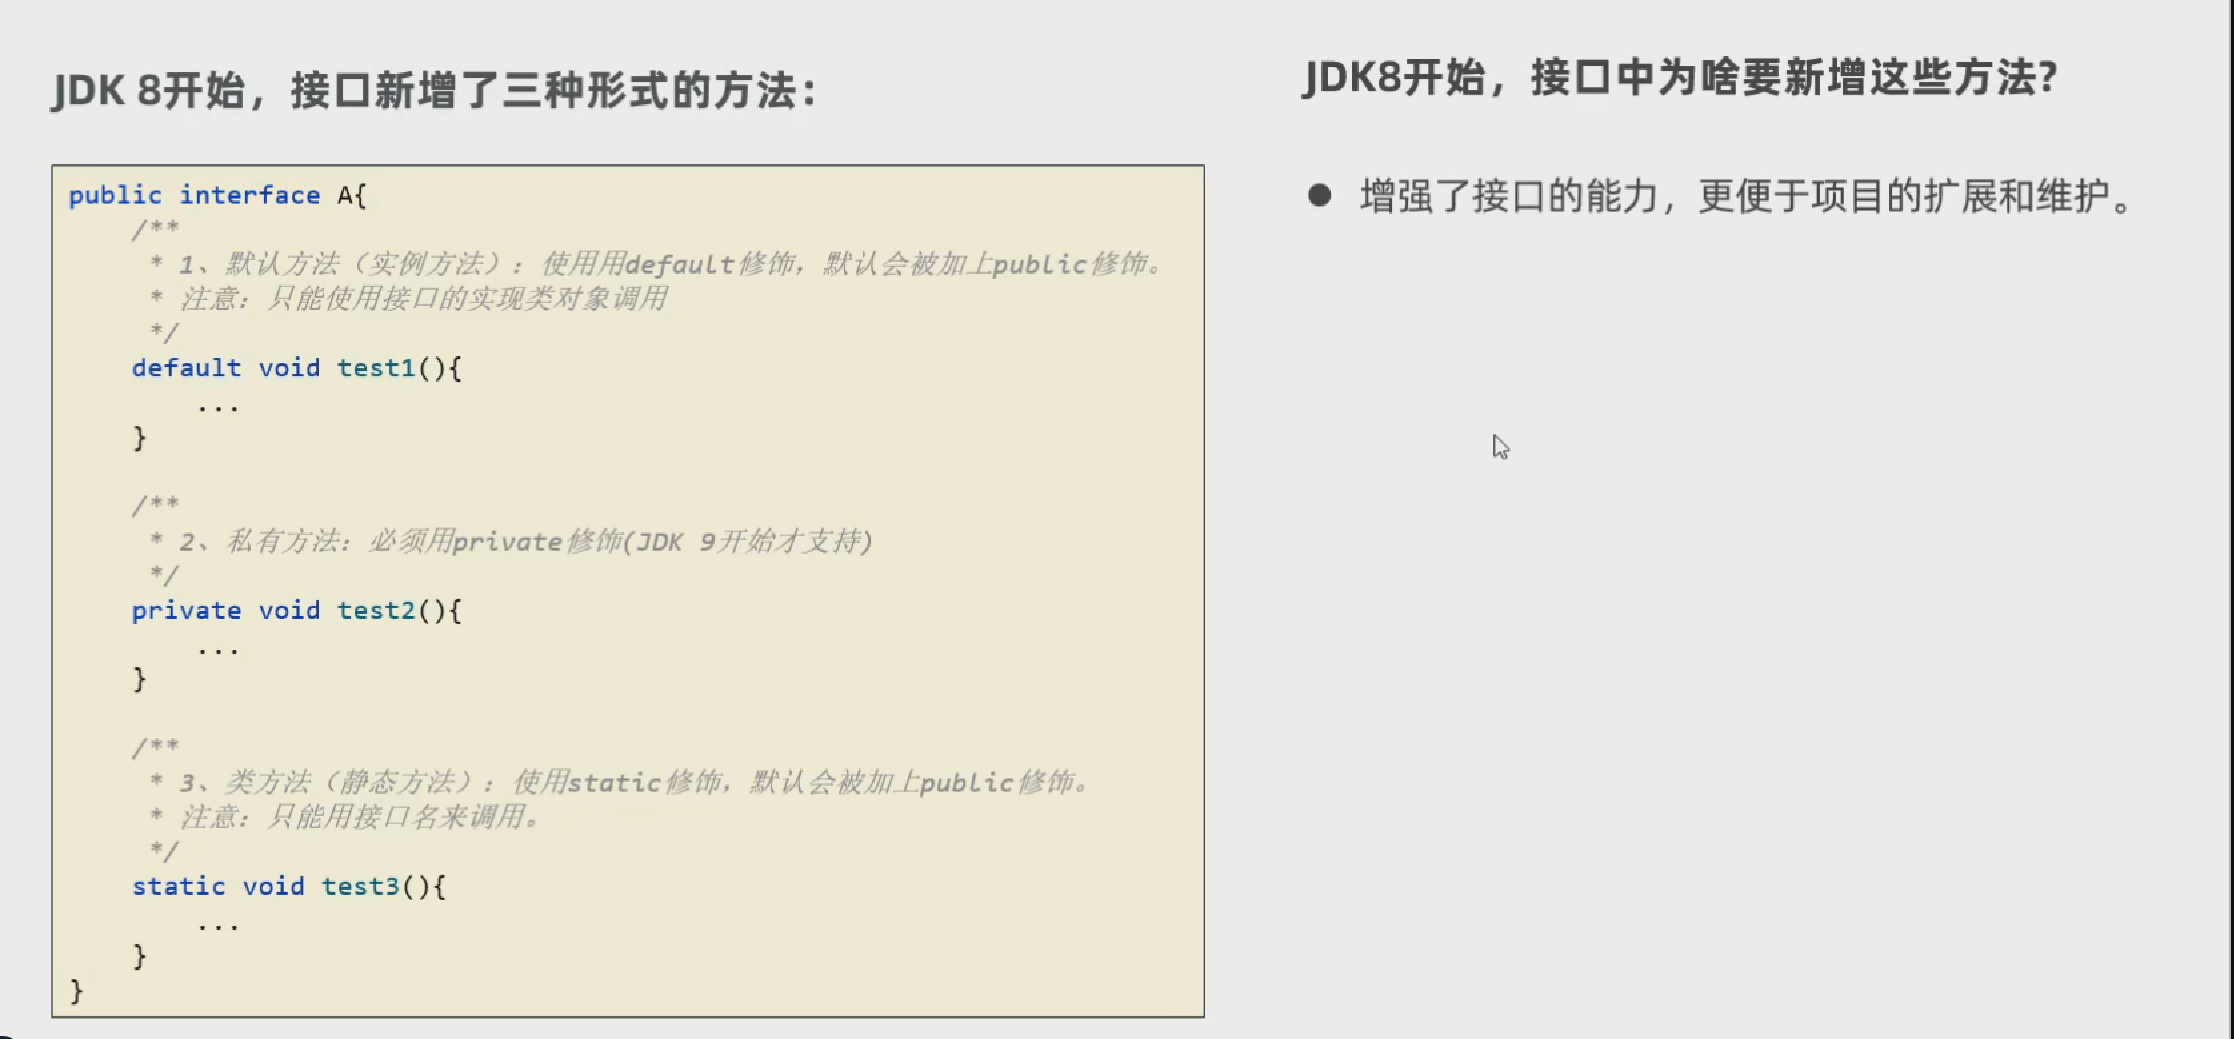 JDK 8开始，接口新增了三种形式的方法：
public interface A{
/**
* 1、默认方法（实例方法）：使用用default修饰，默认会被加上public修饰。
* 注意：只能使用接口的实现类对象调用
*/
default void test1(){
...
}
/**
* 2、私有方法：必须用private修饰(JDK 9开始才支持)
*/
private void test2(){
...
}
/**
* 3、类方法（静态方法）：使用static修饰，默认会被加上public修饰。
* 注意：只能用接口名来调用。
*/
static void test3(){
...
}
}
JDK8开始，接口中为啥要新增这些方法？
● 增强了接口的能力，更便于项目的扩展和维护。